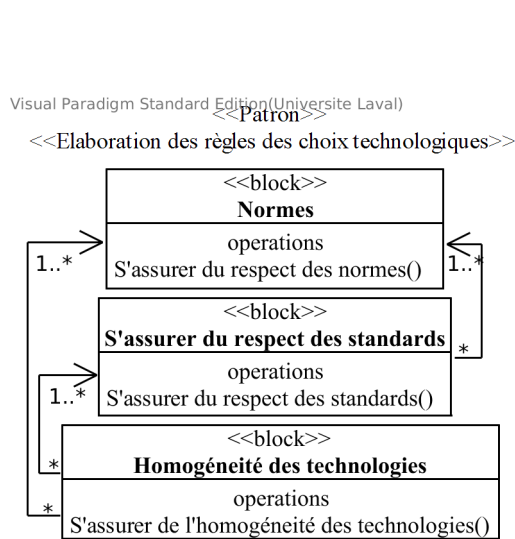 Visual Paradigm Standard Edition(Universite Laval)
<<Patron>>
<<Elaboration des règles des choix technologiques>>
<<block>>
Normes
operations
S'assurer du respect des normes()
1..*
1..*
<<block>>
S'assurer du respect des standards
*
operations
S'assurer du respect des standards()
1..*
<<block>>
Homogéneité des technologies
*
operations
S'assurer de l'homogéneité des technologies()
*